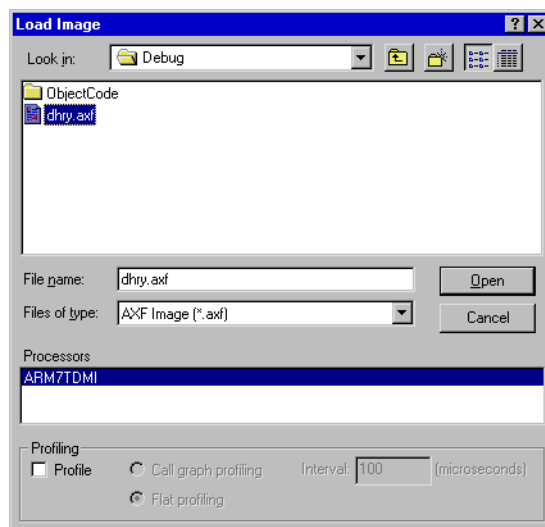 Load Image
Look in: Debug
ObjectCode
dhry.axf
File name: dhry.axf Open
Files of type: AXF Image (*.axf) Cancel
Processors
ARM7TDMI
Profiling
Profile Call graph profiling Interval: 100 (microseconds)
Flat profiling